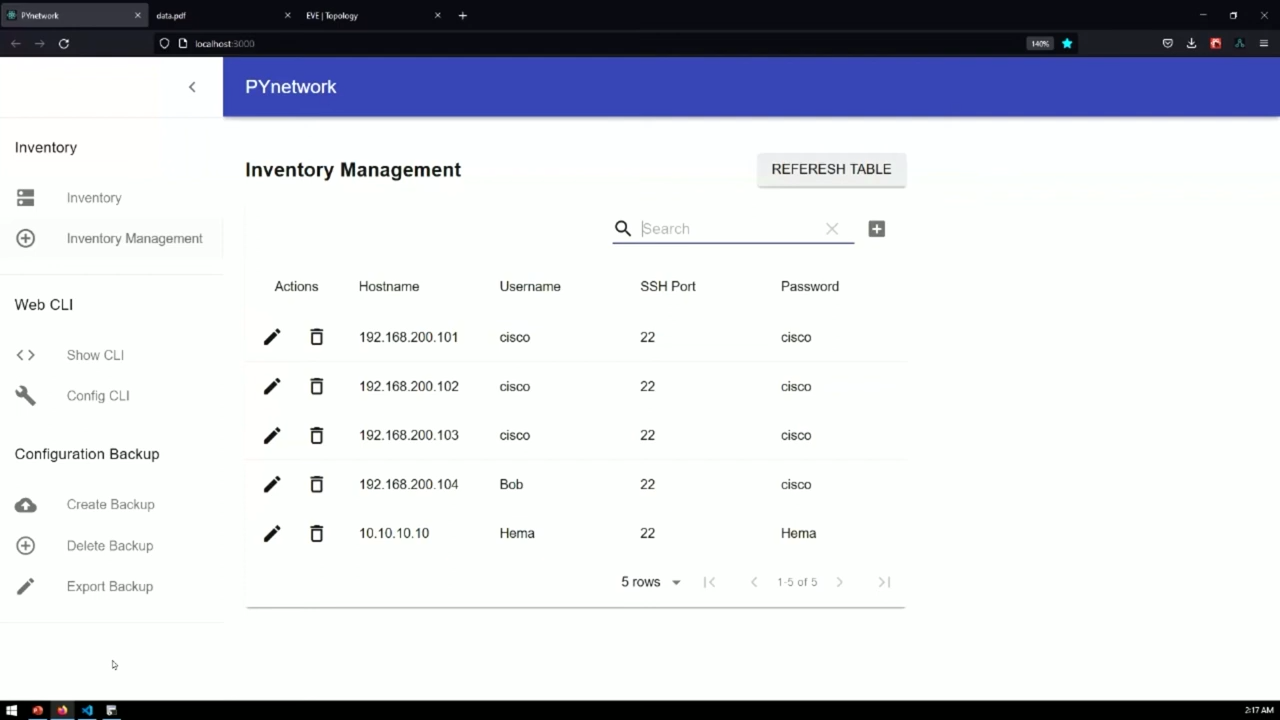 PYnetwork
data.pdf
EVE | Topology
localhost:3000
140%
PYnetwork
Inventory
Inventory
Inventory Management
Web CLI
Show CLI
Config CLI
Configuration Backup
Create Backup
Delete Backup
Export Backup
Inventory Management
REFERESH TABLE
Search
Actions Hostname Username SSH Port Password
192.168.200.101 cisco 22 cisco
192.168.200.102 cisco 22 cisco
192.168.200.103 cisco 22 cisco
192.168.200.104 Bob 22 cisco
10.10.10.10 Hema 22 Hema
5 rows 1-5 of 5
2:17 AM